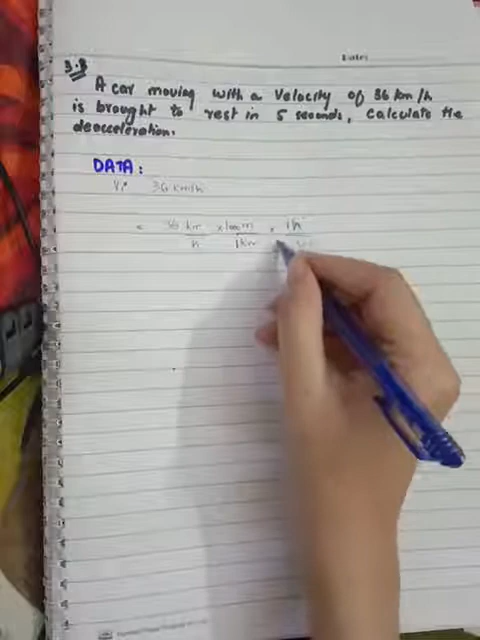 Date:
3.8
A car moving with a Velocity of 36 km/h
is brought to rest in 5 seconds, Calculate the
deacceleration.
DATA:
Vi 36 km/h
= 36 km x 1000m x 1h
h 1km